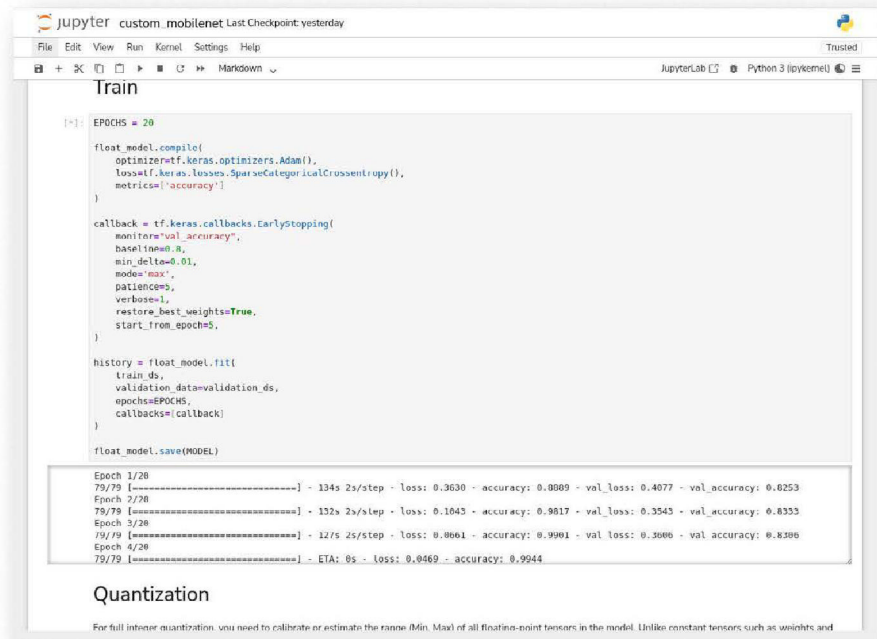 jupyter custom_mobilenet Last Checkpoint: yesterday
File Edit View Run Kernel Settings Help Trusted
Markdown JupyterLab Python 3 (ipykernel)
Train
[*]: EPOCHS = 20
float_model.compile(
    optimizer=tf.keras.optimizers.Adam(),
    loss=tf.keras.losses.SparseCategoricalCrossentropy(),
    metrics=['accuracy']
)
callback = tf.keras.callbacks.EarlyStopping(
    monitor="val_accuracy",
    baseline=0.8,
    min_delta=0.01,
    mode='max',
    patience=5,
    verbose=1,
    restore_best_weights=True,
    start_from_epoch=5,
)
history = float_model.fit(
    train_ds,
    validation_data=validation_ds,
    epochs=EPOCHS,
    callbacks=[callback]
)
float_model.save(MODEL)
Epoch 1/20
79/79 [==============================] - 134s 2s/step - loss: 0.3630 - accuracy: 0.8889 - val_loss: 0.4077 - val_accuracy: 0.8253
Epoch 2/20
79/79 [==============================] - 132s 2s/step - loss: 0.1043 - accuracy: 0.9817 - val_loss: 0.3543 - val_accuracy: 0.8333
Epoch 3/20
79/79 [==============================] - 127s 2s/step - loss: 0.0661 - accuracy: 0.9901 - val_loss: 0.3606 - val_accuracy: 0.8306
Epoch 4/20
79/79 [==============================] - ETA: 0s - loss: 0.0469 - accuracy: 0.9944
Quantization
For full integer quantization, you need to calibrate or estimate the range (Min, Max) of all floating-point tensors in the model. Unlike constant tensors such as weights and